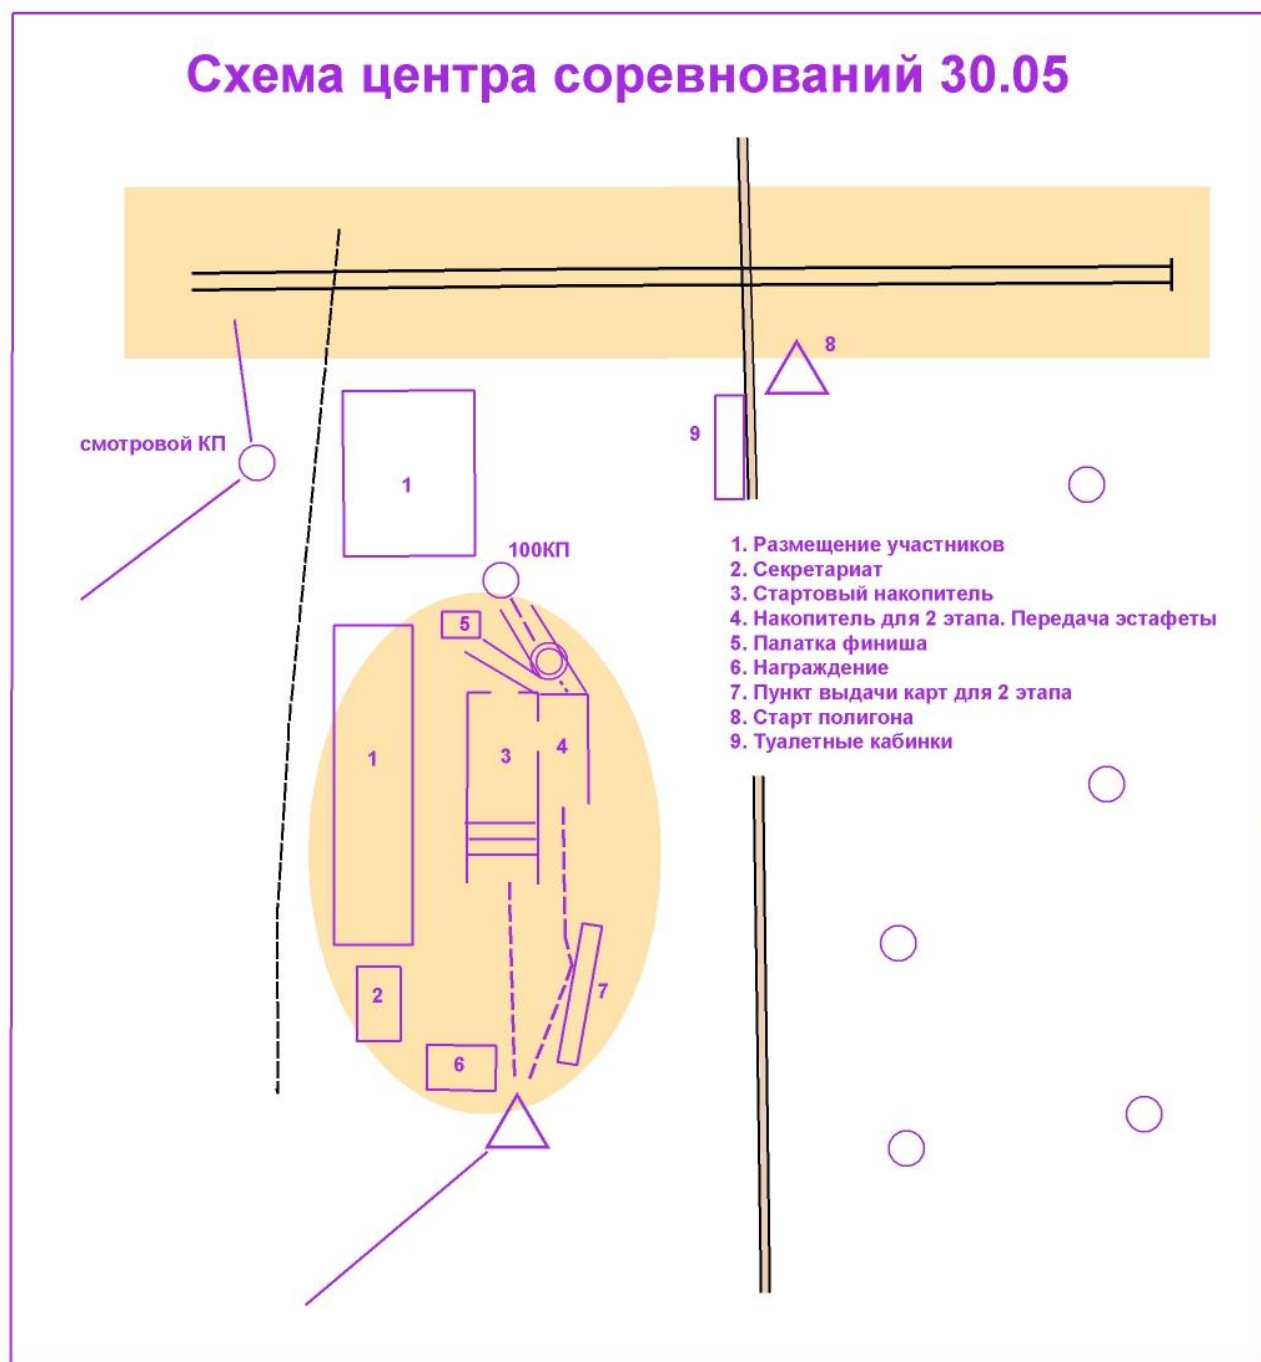 Схема центра соревнований 30.05
8
9
смотровой КП
1
100КП
1. Размещение участников
2. Секретариат
3. Стартовый накопитель
4. Накопитель для 2 этапа. Передача эстафеты
5. Палатка финиша
6. Награждение
7. Пункт выдачи карт для 2 этапа
8. Старт полигона
9. Туалетные кабинки
5
4
3
1
7
2
6